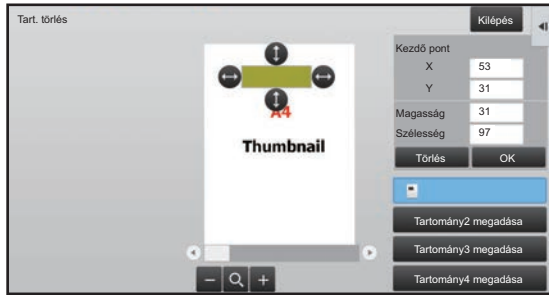 Tart. törlés
Kilépés
Kezdő pont
X 53
Y 31
Magasság 31
Szélesség 97
Törlés OK
A4
Thumbnail
Tartomány2 megadása
Tartomány3 megadása
Tartomány4 megadása